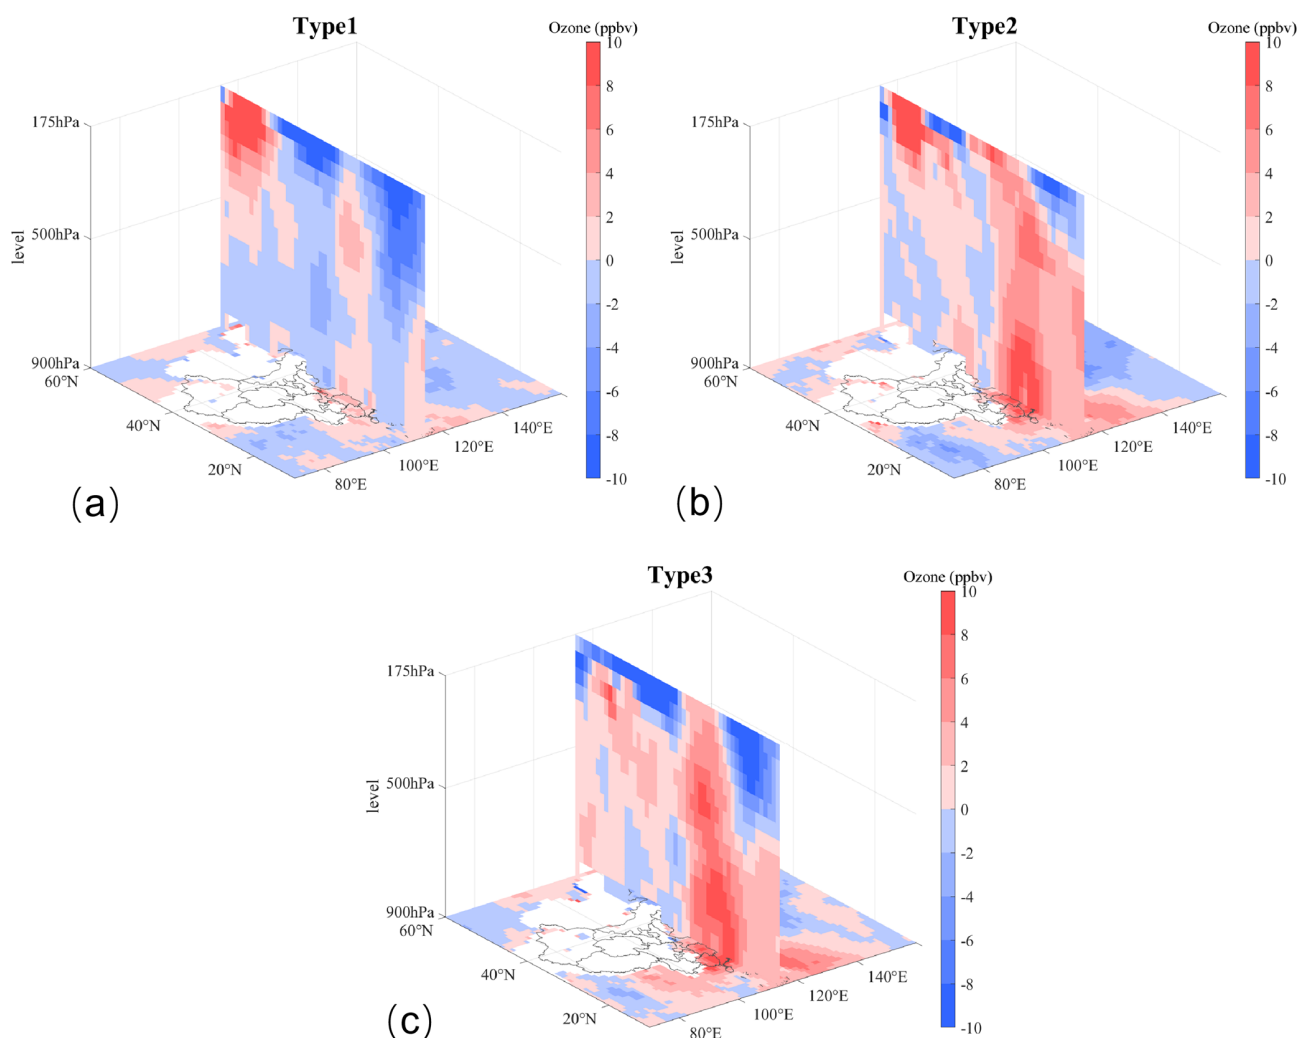 Type1
Ozone (ppbv)
10
8
6
4
2
0
-2
-4
-6
-8
-10
175hPa
500hPa
900hPa
level
60°N
40°N
20°N
80°E
100°E
120°E
140°E
(a)
Type2
Ozone (ppbv)
10
8
6
4
2
0
-2
-4
-6
-8
-10
175hPa
500hPa
900hPa
level
60°N
40°N
20°N
80°E
100°E
120°E
140°E
(b)
Type3
Ozone (ppbv)
10
8
6
4
2
0
-2
-4
-6
-8
-10
175hPa
500hPa
900hPa
level
60°N
40°N
20°N
80°E
100°E
120°E
140°E
(c)